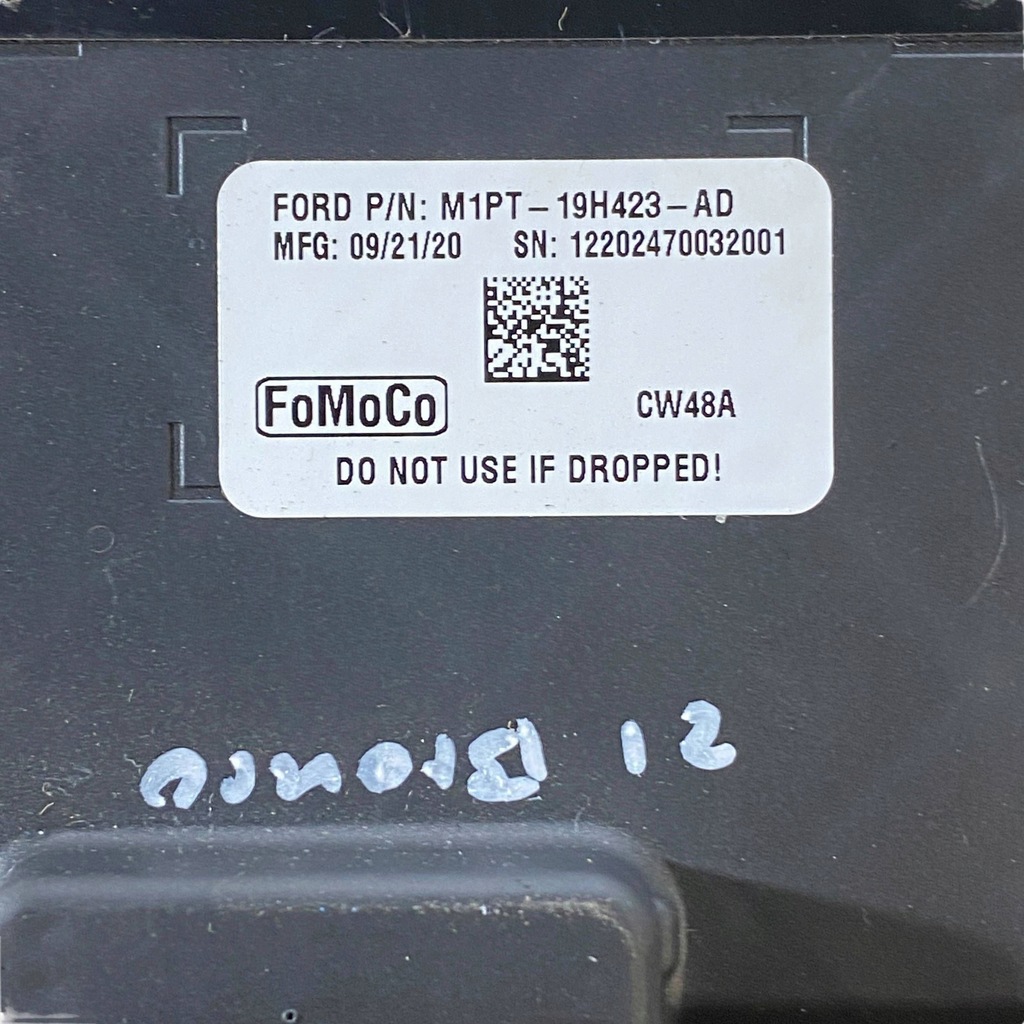 FORD P/N: M1PT-19H423-AD
MFG: 09/21/20 SN: 12202470032001
FoMoCo
CW48A
DO NOT USE IF DROPPED!
21 Bronco